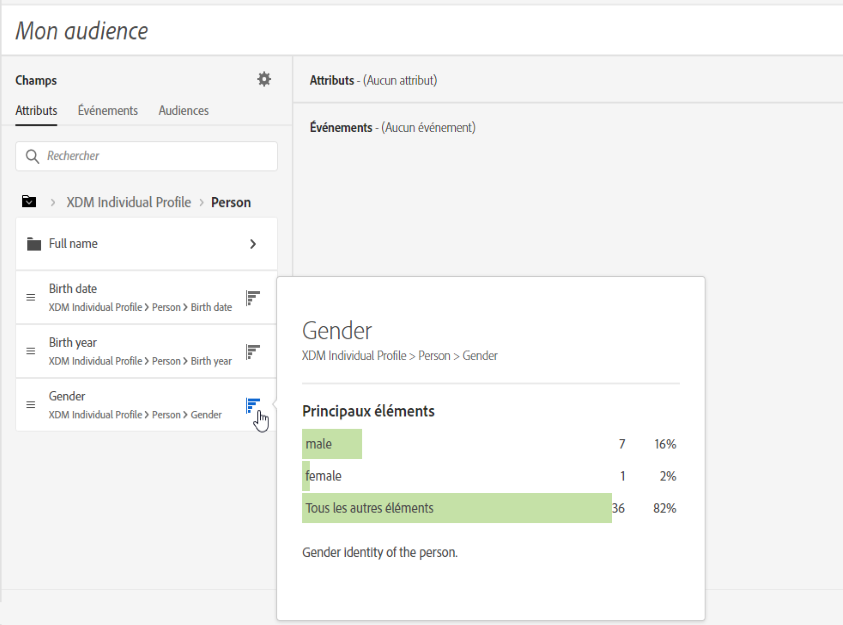 Mon audience
Champs
Attributs Événements Audiences
Rechercher
XDM Individual Profile > Person
Full name
Birth date
XDM Individual Profile > Person > Birth date
Birth year
XDM Individual Profile > Person > Birth year
Gender
XDM Individual Profile > Person > Gender
Attributs - (Aucun attribut)
Événements - (Aucun événement)
Gender
XDM Individual Profile > Person > Gender
Principaux éléments
male 7 16%
female 1 2%
Tous les autres éléments 36 82%
Gender identity of the person.